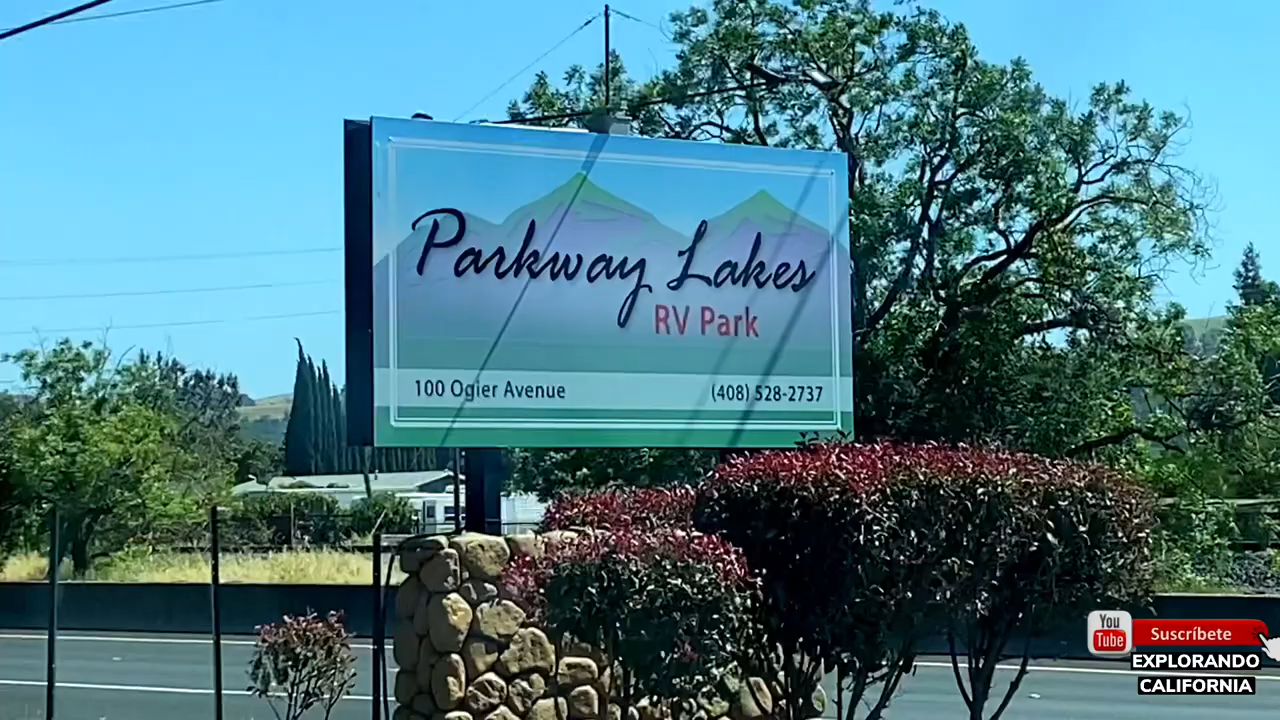 Parkway Lakes
RV Park
100 Ogier Avenue (408) 528-2737
You
Tube
Suscríbete
EXPLORANDO
CALIFORNIA